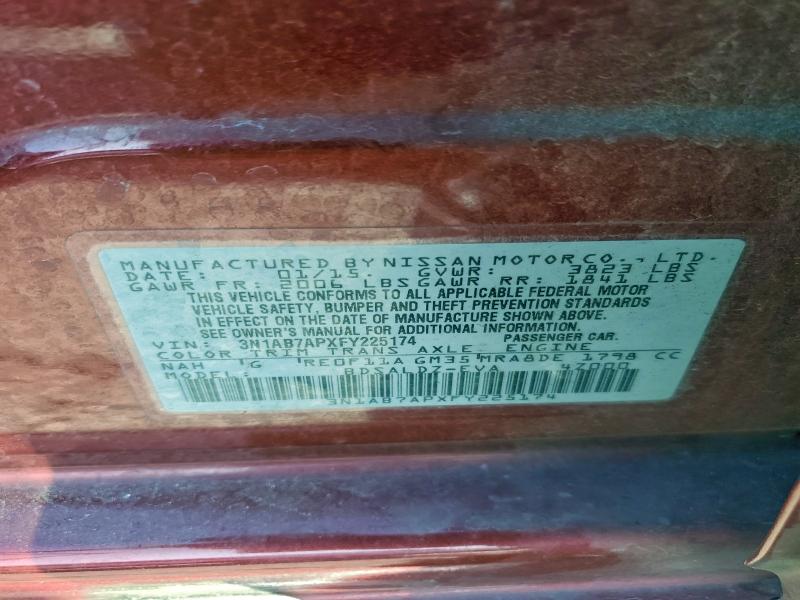 MANUFACTURED BY NISSAN MOTOR CO., LTD.
DATE: 01/15. GVWR: 3823 LBS
GAWR FR: 2006 LBS GAWR RR: 1841 LBS
THIS VEHICLE CONFORMS TO ALL APPLICABLE FEDERAL MOTOR
VEHICLE SAFETY, BUMPER AND THEFT PREVENTION STANDARDS
IN EFFECT ON THE DATE OF MANUFACTURE SHOWN ABOVE.
SEE OWNER'S MANUAL FOR ADDITIONAL INFORMATION.
VIN: 3N1AB7APXFY225174 PASSENGER CAR.
COLOR TRIM TRANS AXLE ENGINE
NAH G RE0F11A GM35 MRA8DE 1798 CC
MODEL: BDSALD7-EVA 47000
3N1AB7APXFY225174